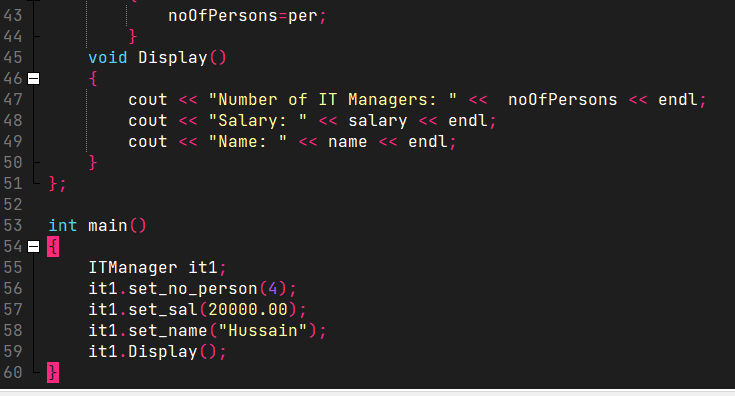 43 noOfPersons=per;
44 }
45 void Display()
46 {
47 cout << "Number of IT Managers: " <<  noOfPersons << endl;
48 cout << "Salary: " << salary << endl;
49 cout << "Name: " << name << endl;
50 }
51 };
52
53 int main()
54 {
55 ITManager it1;
56 it1.set_no_person(4);
57 it1.set_sal(20000.00);
58 it1.set_name("Hussain");
59 it1.Display();
60 }